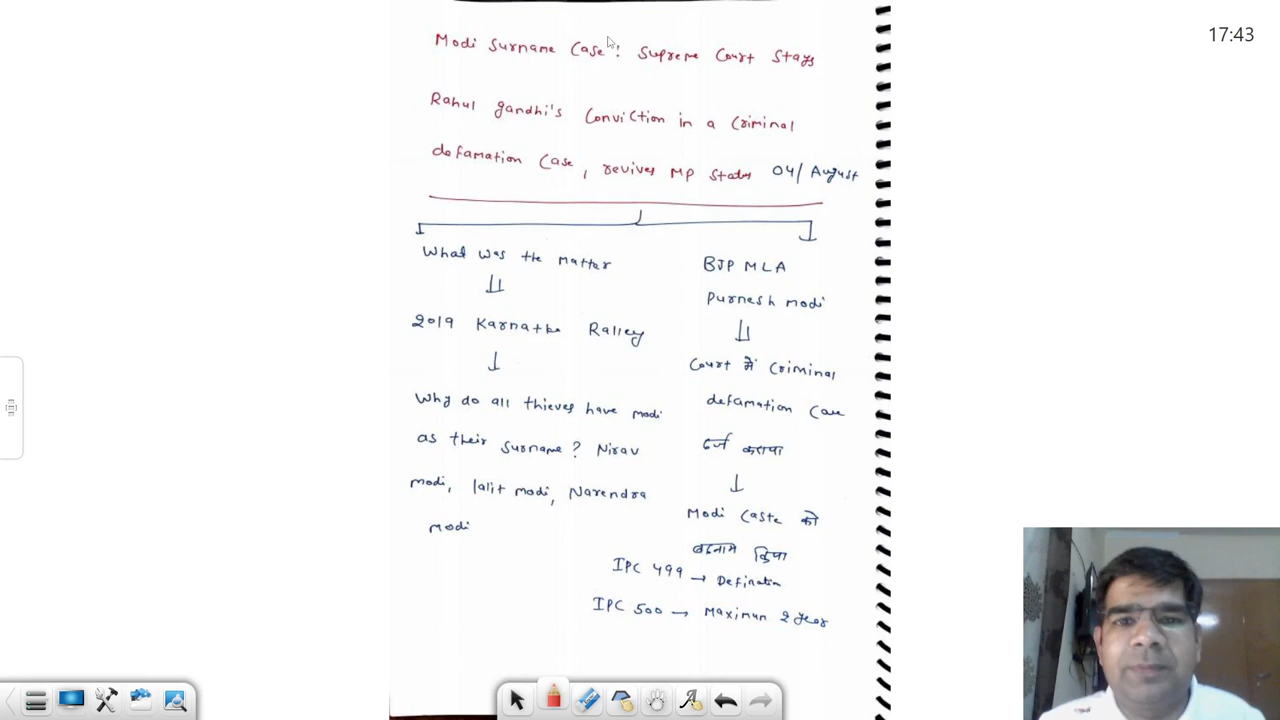 17:43
Modi Surname Case! Supreme Court Stays
Rahul gandhi's Conviction in a Criminal
defamation Case, revives MP Status 04/August
What was the matter
2019 Karnatka Ralley
Why do all thieves have modi
as their surname? Nirav
modi, lalit modi, Narendra
modi
BJP MLA
Purnesh modi
Court में Criminal
defamation Case
दर्ज कराया
Modi Caste को
बदनाम किया
IPC 499 → Defination
IPC 500 → Maximum 2 year